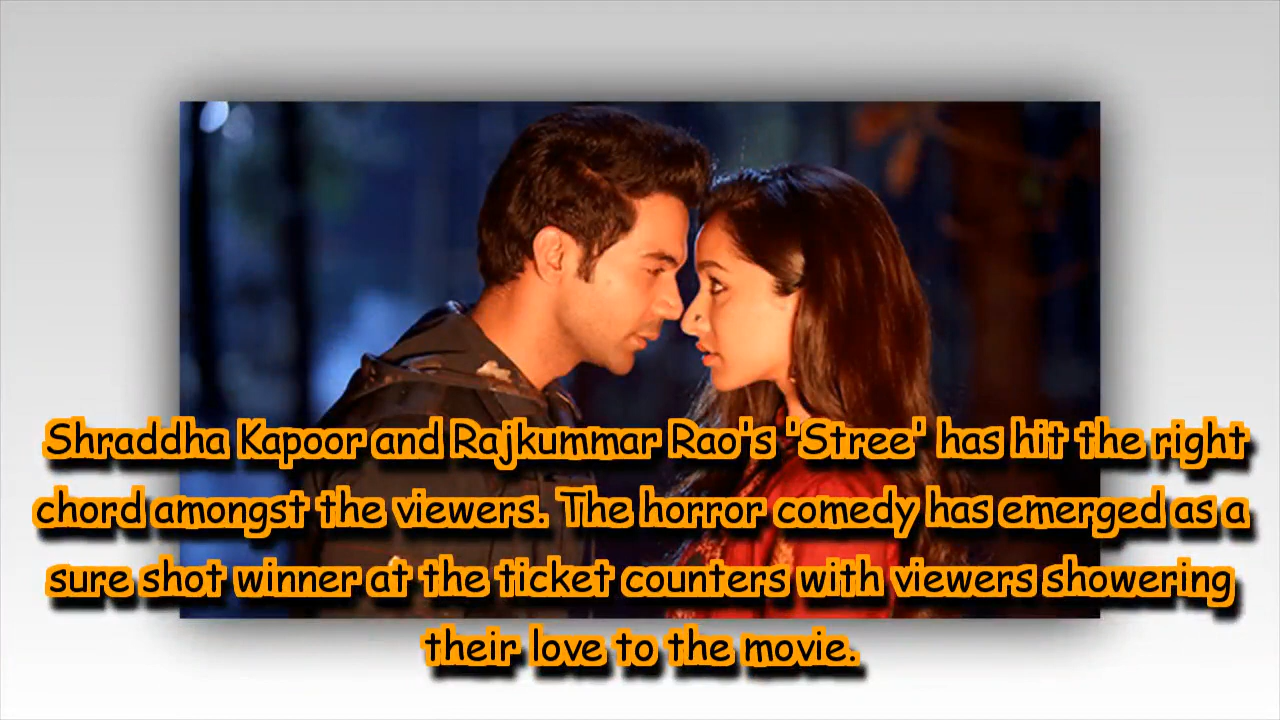 Shraddha Kapoor and Rajkummar Rao's 'Stree' has hit the right
chord amongst the viewers. The horror comedy has emerged as a
sure shot winner at the ticket counters with viewers showering
their love to the movie.